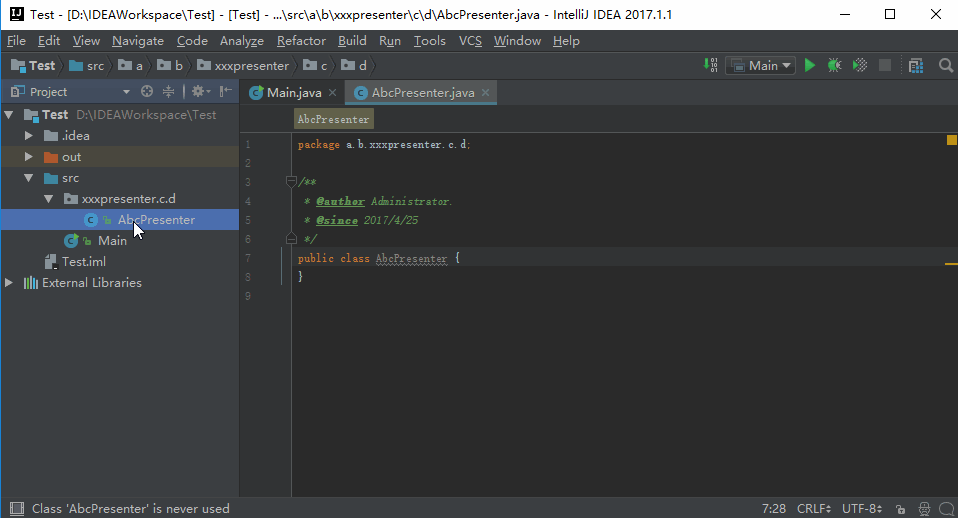 Test - [D:\IDEAWorkspace\Test] - [Test] - ...\src\a\b\xxxpresenter\c\d\AbcPresenter.java - IntelliJ IDEA 2017.1.1
File Edit View Navigate Code Analyze Refactor Build Run Tools VCS Window Help
Test src a b xxxpresenter c d Main
Project
Main.java AbcPresenter.java
Test D:\IDEAWorkspace\Test
.idea
out
src
xxxpresenter.c.d
AbcPresenter
Main
Test.iml
External Libraries
AbcPresenter
1 package a.b.xxxpresenter.c.d;
2
3 /**
4 * @author Administrator.
5 * @since 2017/4/25
6 */
7 public class AbcPresenter {
8 }
9
Class 'AbcPresenter' is never used 7:28 CRLF UTF-8